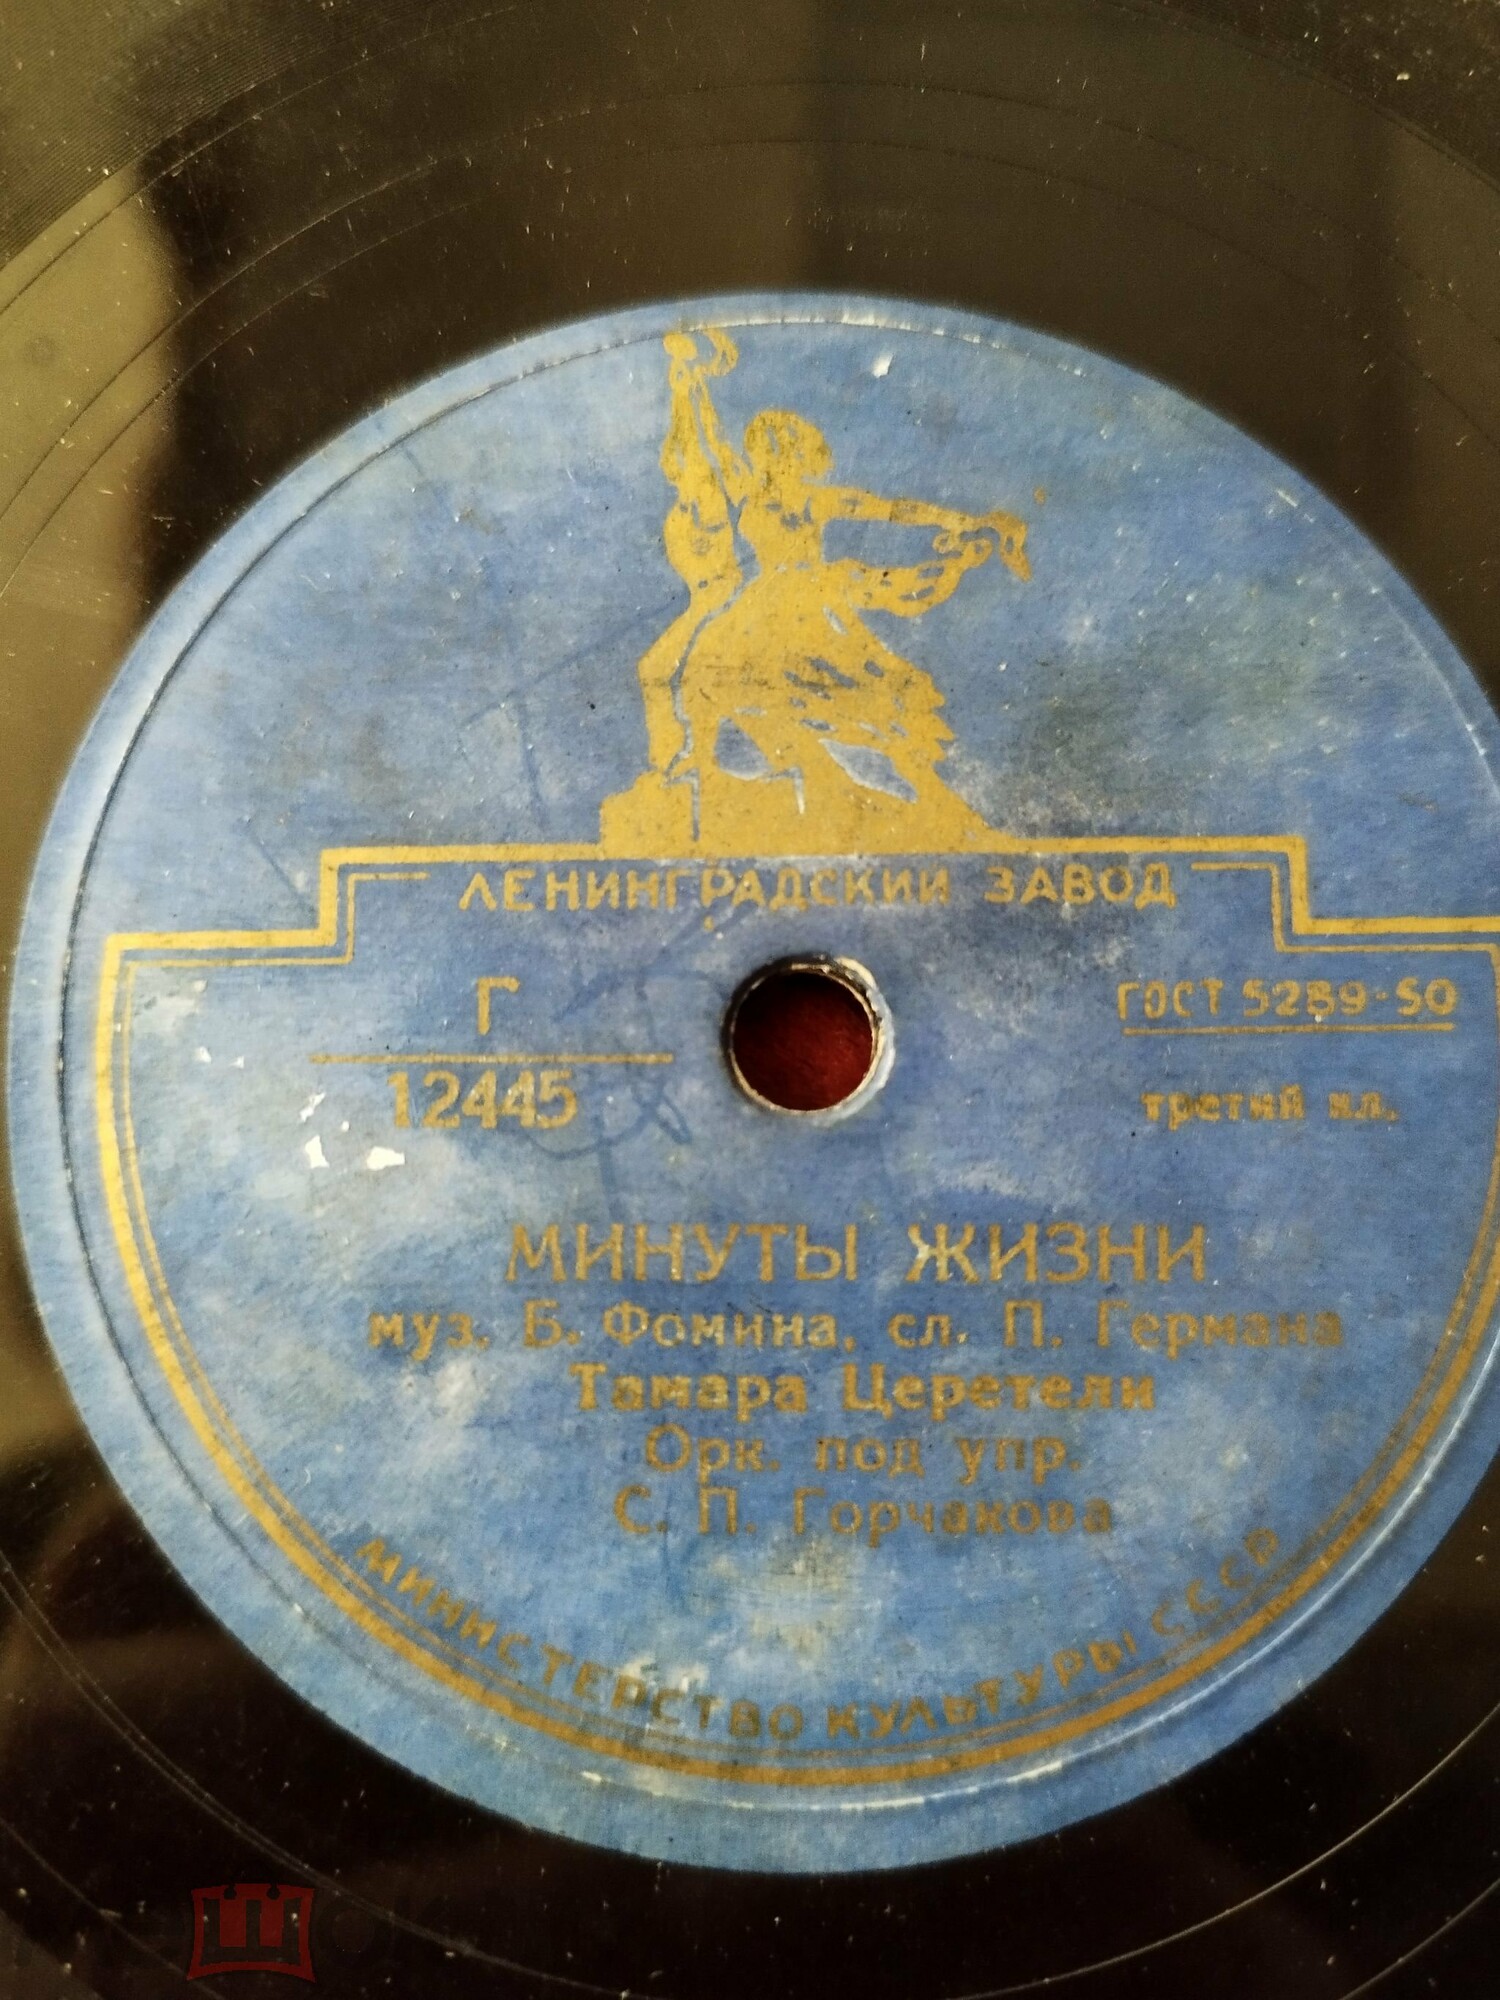 ЛЕНИНГРАДСКИЙ ЗАВОД
Г
12445
ГОСТ 5289-50
третий кл.
МИНУТЫ ЖИЗНИ
муз. Б. Фомина, сл. П. Германа
Тамара Церетели
Орк. под упр.
С. П. Горчакова
МИНИСТЕРСТВО КУЛЬТУРЫ СССР